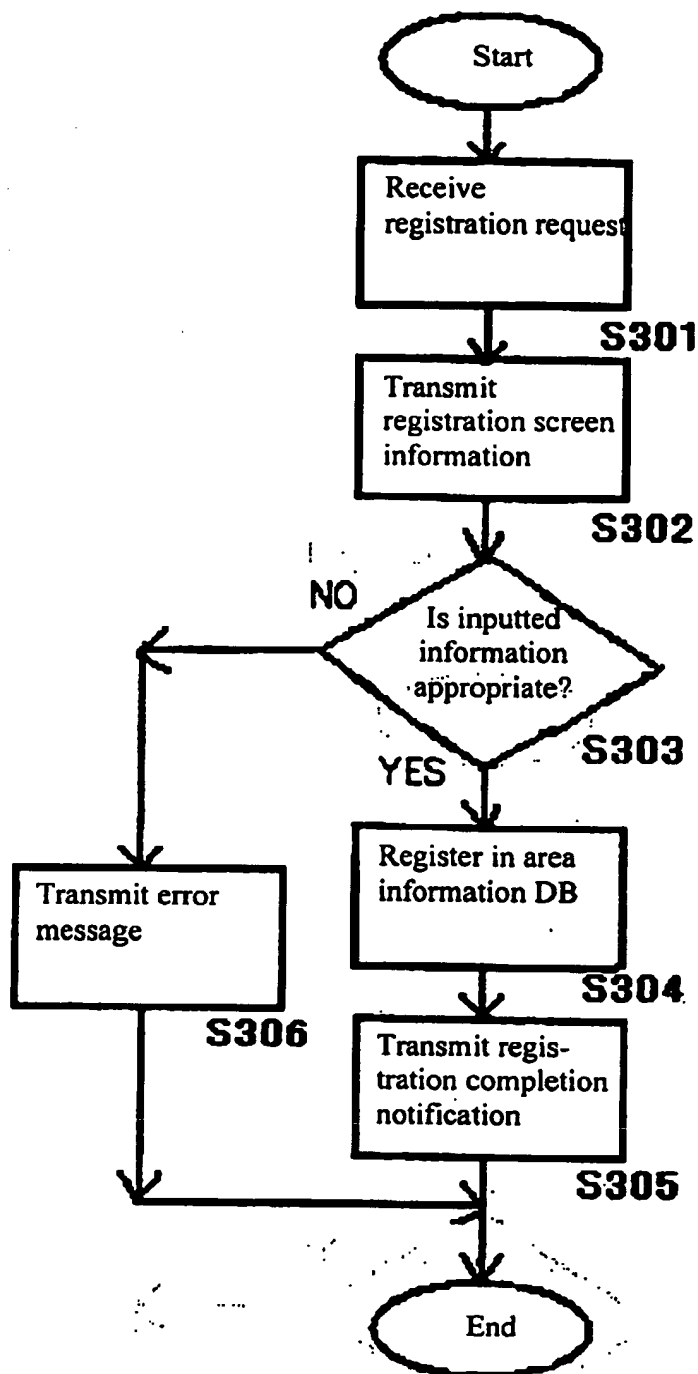 Start
Receive
registration request
S301
Transmit
registration screen
information
S302
NO
Is inputted
information
appropriate?
S303
YES
Register in area
information DB
S304
Transmit error
message
S306
Transmit regis-
tration completion
notification
S305
End